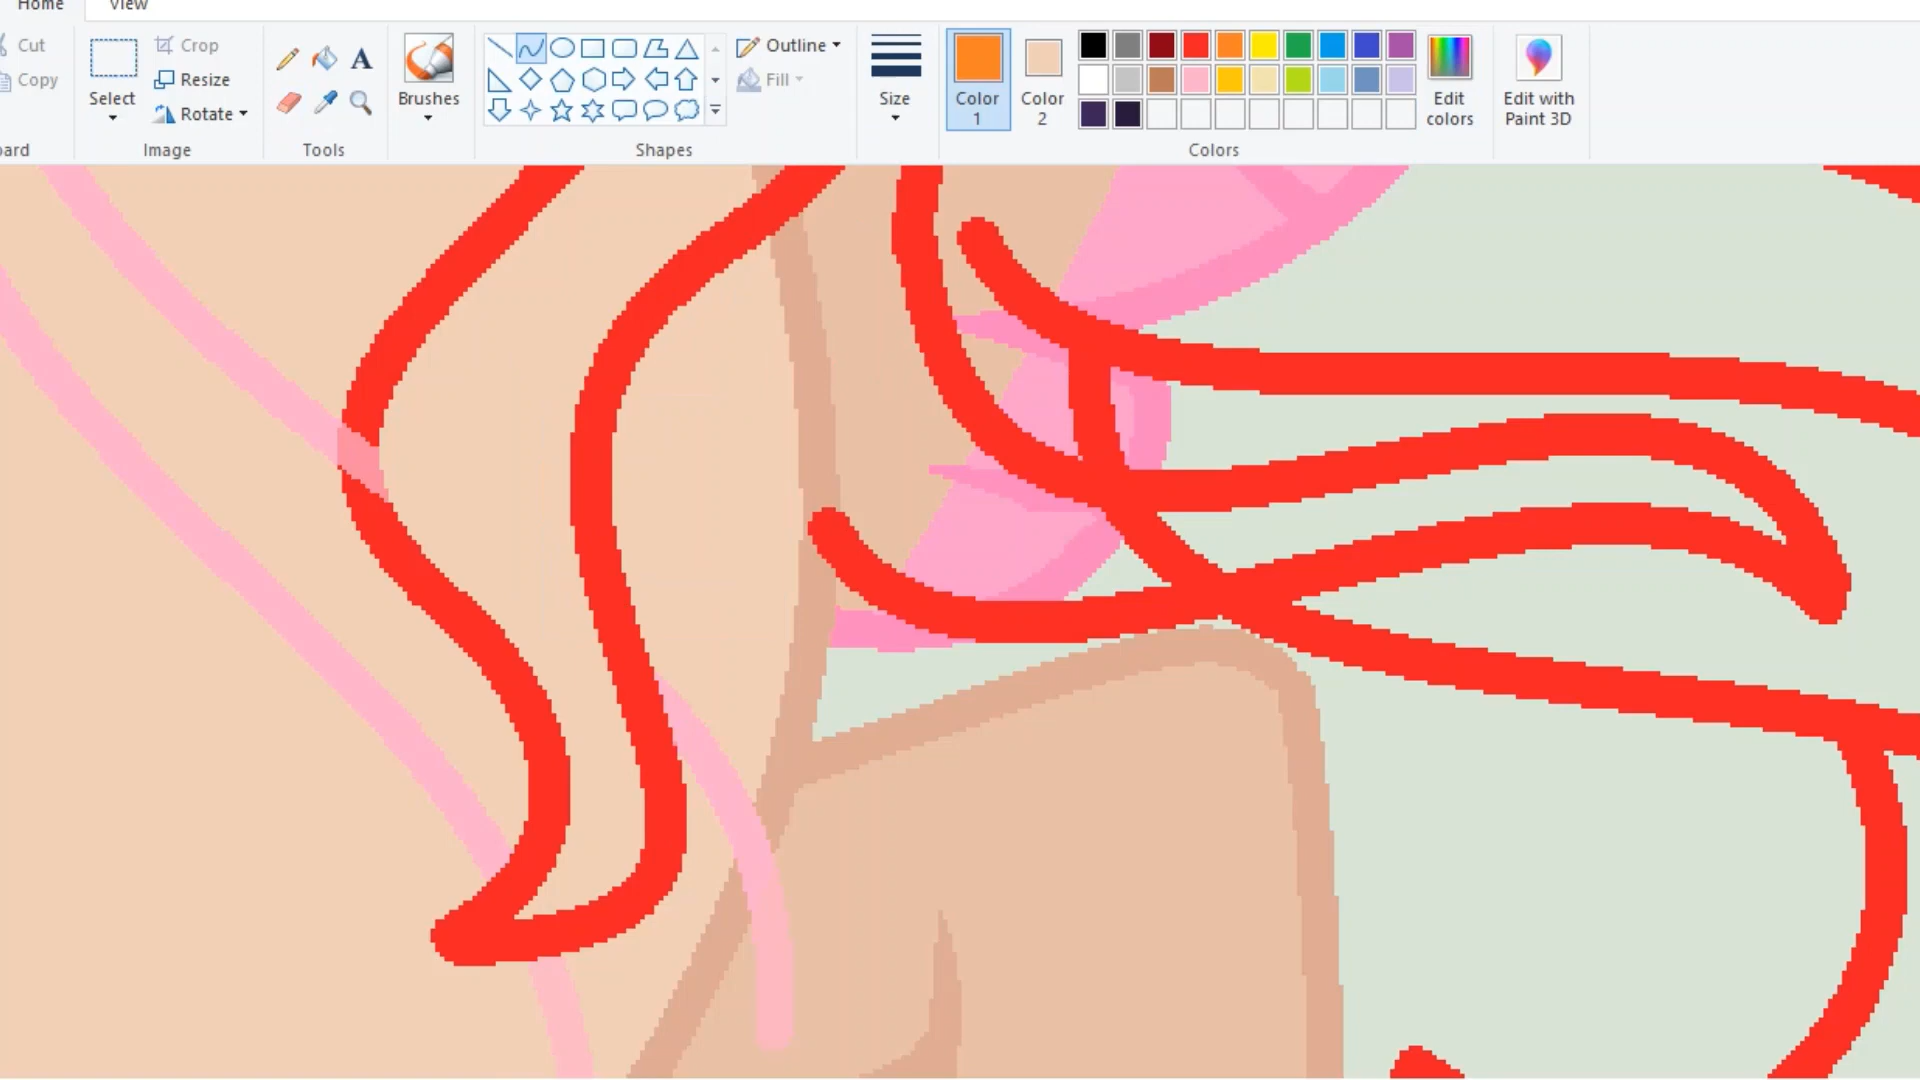 Home View
Cut
Copy
Select
Crop
Resize
Rotate
Image
A
Tools
Brushes
Outline
Fill
Shapes
Size
Color
1
Color
2
Edit
colors
Colors
Edit with
Paint 3D